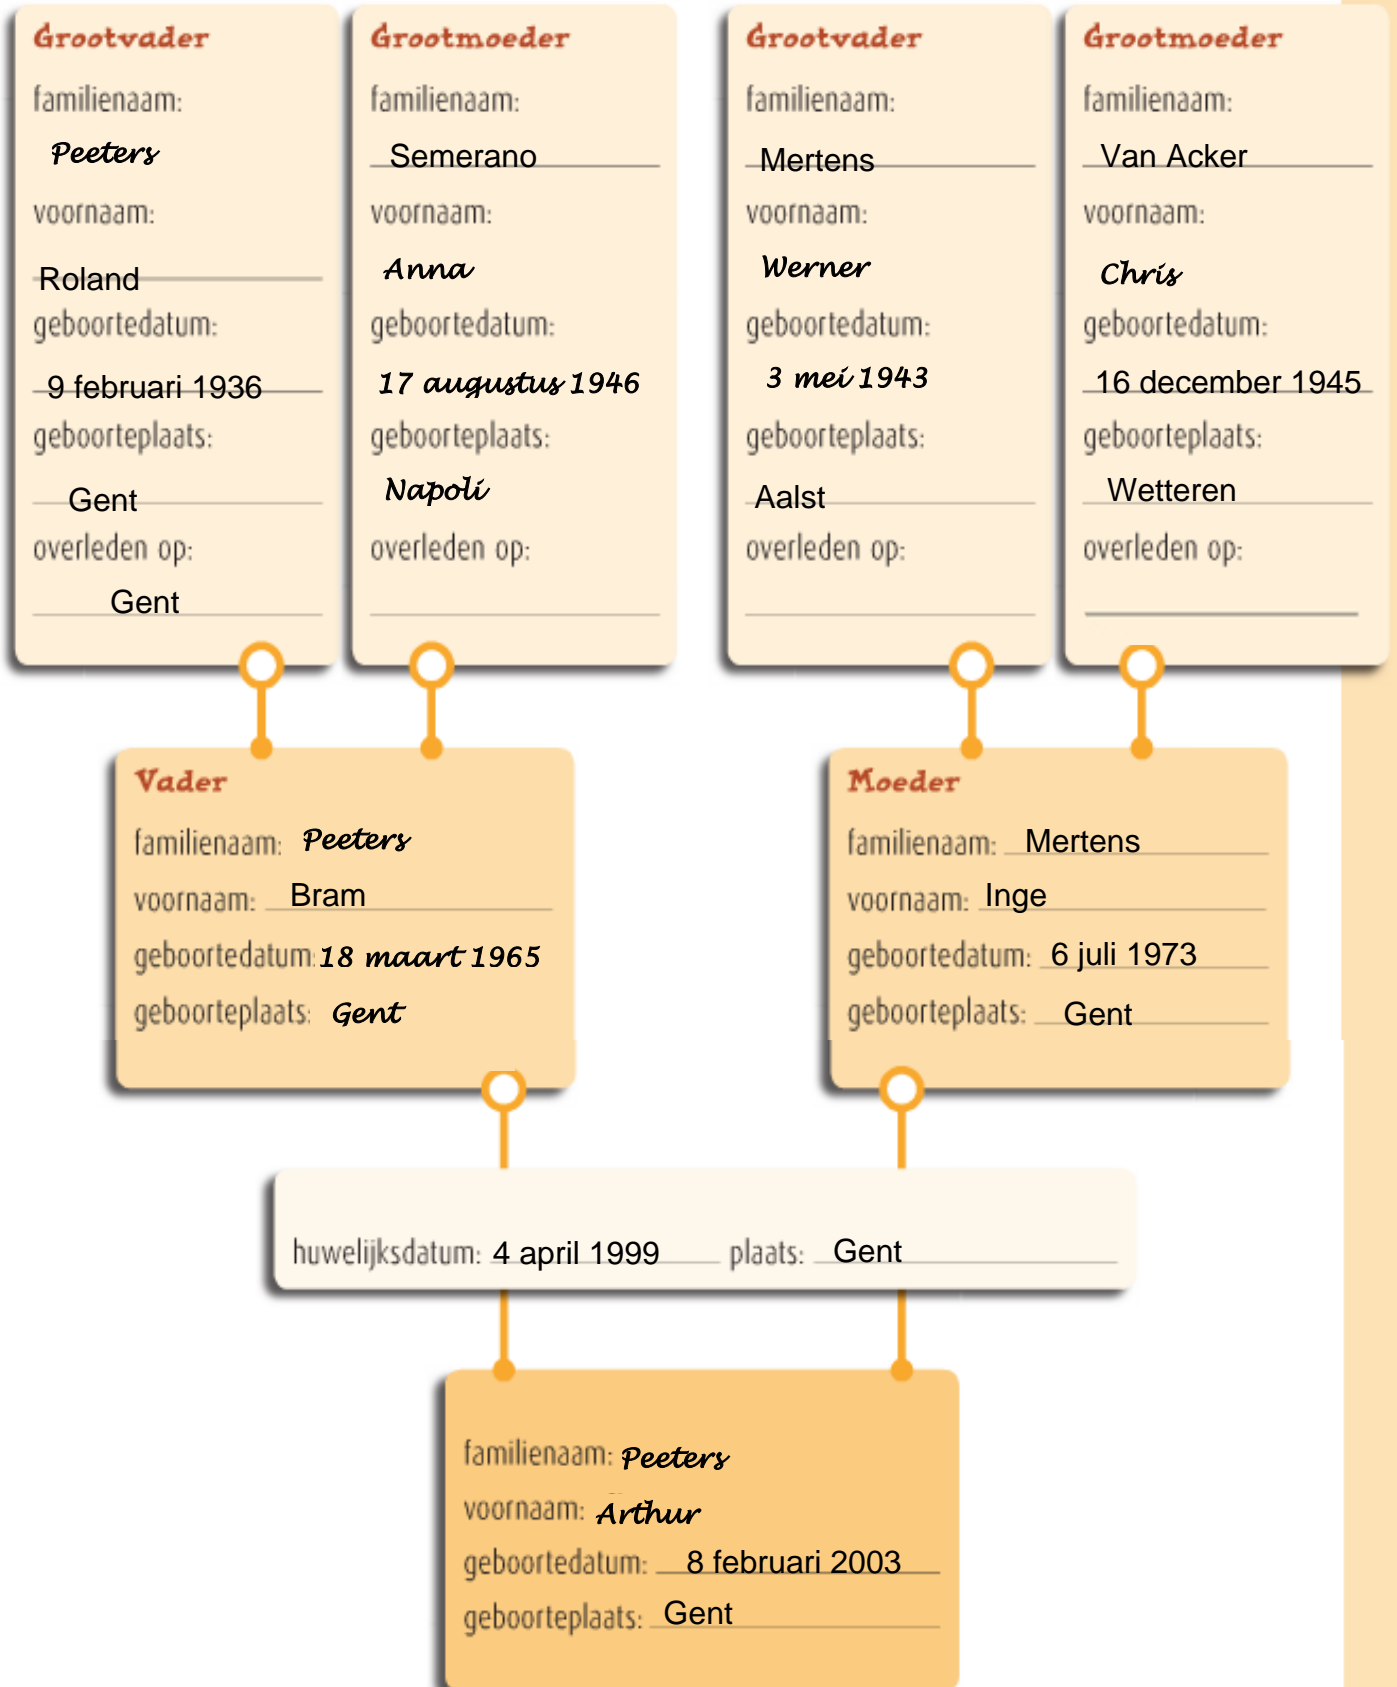 Grootvader
familienaam:
Peeters
voornaam:
Roland
geboortedatum:
9 februari 1936
geboorteplaats:
Gent
overleden op:
Gent
Grootmoeder
familienaam:
Semerano
voornaam:
Anna
geboortedatum:
17 augustus 1946
geboorteplaats:
Napoli
overleden op:
Grootvader
familienaam:
Mertens
voornaam:
Werner
geboortedatum:
3 mei 1943
geboorteplaats:
Aalst
overleden op:
Grootmoeder
familienaam:
Van Acker
voornaam:
Chris
geboortedatum:
16 december 1945
geboorteplaats:
Wetteren
overleden op:
Vader
familienaam: Peeters
voornaam: Bram
geboortedatum: 18 maart 1965
geboorteplaats: Gent
Moeder
familienaam: Mertens
voornaam: Inge
geboortedatum: 6 juli 1973
geboorteplaats: Gent
huwelijksdatum: 4 april 1999 plaats: Gent
familienaam: Peeters
voornaam: Arthur
geboortedatum: 8 februari 2003
geboorteplaats: Gent